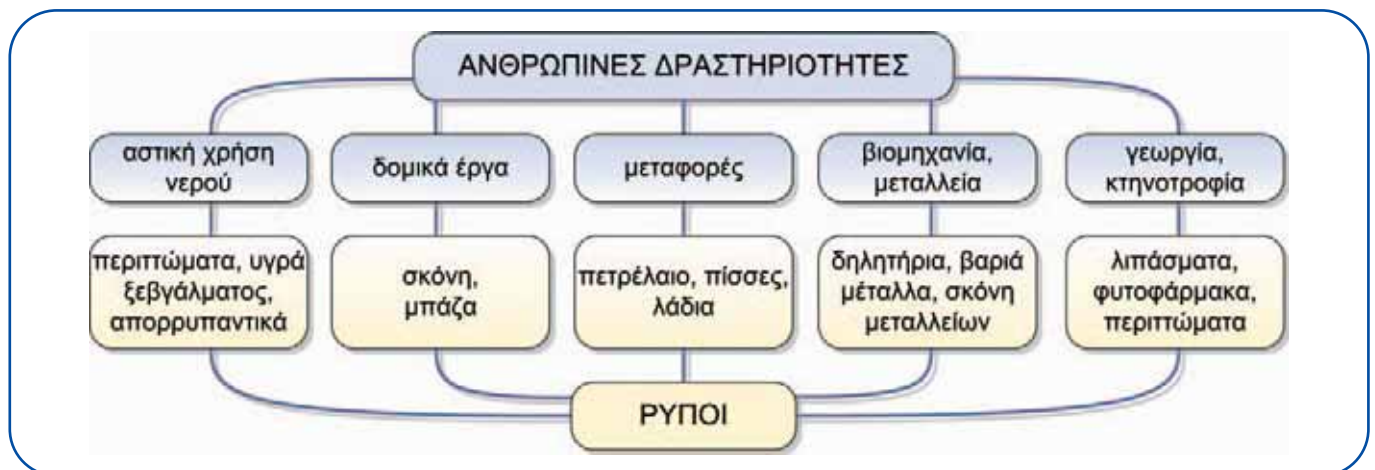 ΑΝΘΡΩΠΙΝΕΣ ΔΡΑΣΤΗΡΙΟΤΗΤΕΣ
αστική χρήση
νερού
δομικά έργα
μεταφορές
βιομηχανία,
μεταλλεία
γεωργία,
κτηνοτροφία
περιττώματα, υγρά
ξεβγάλματος,
απορρυπαντικά
σκόνη,
μπάζα
πετρέλαιο, πίσσες,
λάδια
δηλητήρια, βαριά
μέταλλα, σκόνη
μεταλλείων
λιπάσματα,
φυτοφάρμακα,
περιττώματα
ΡΥΠΟΙ